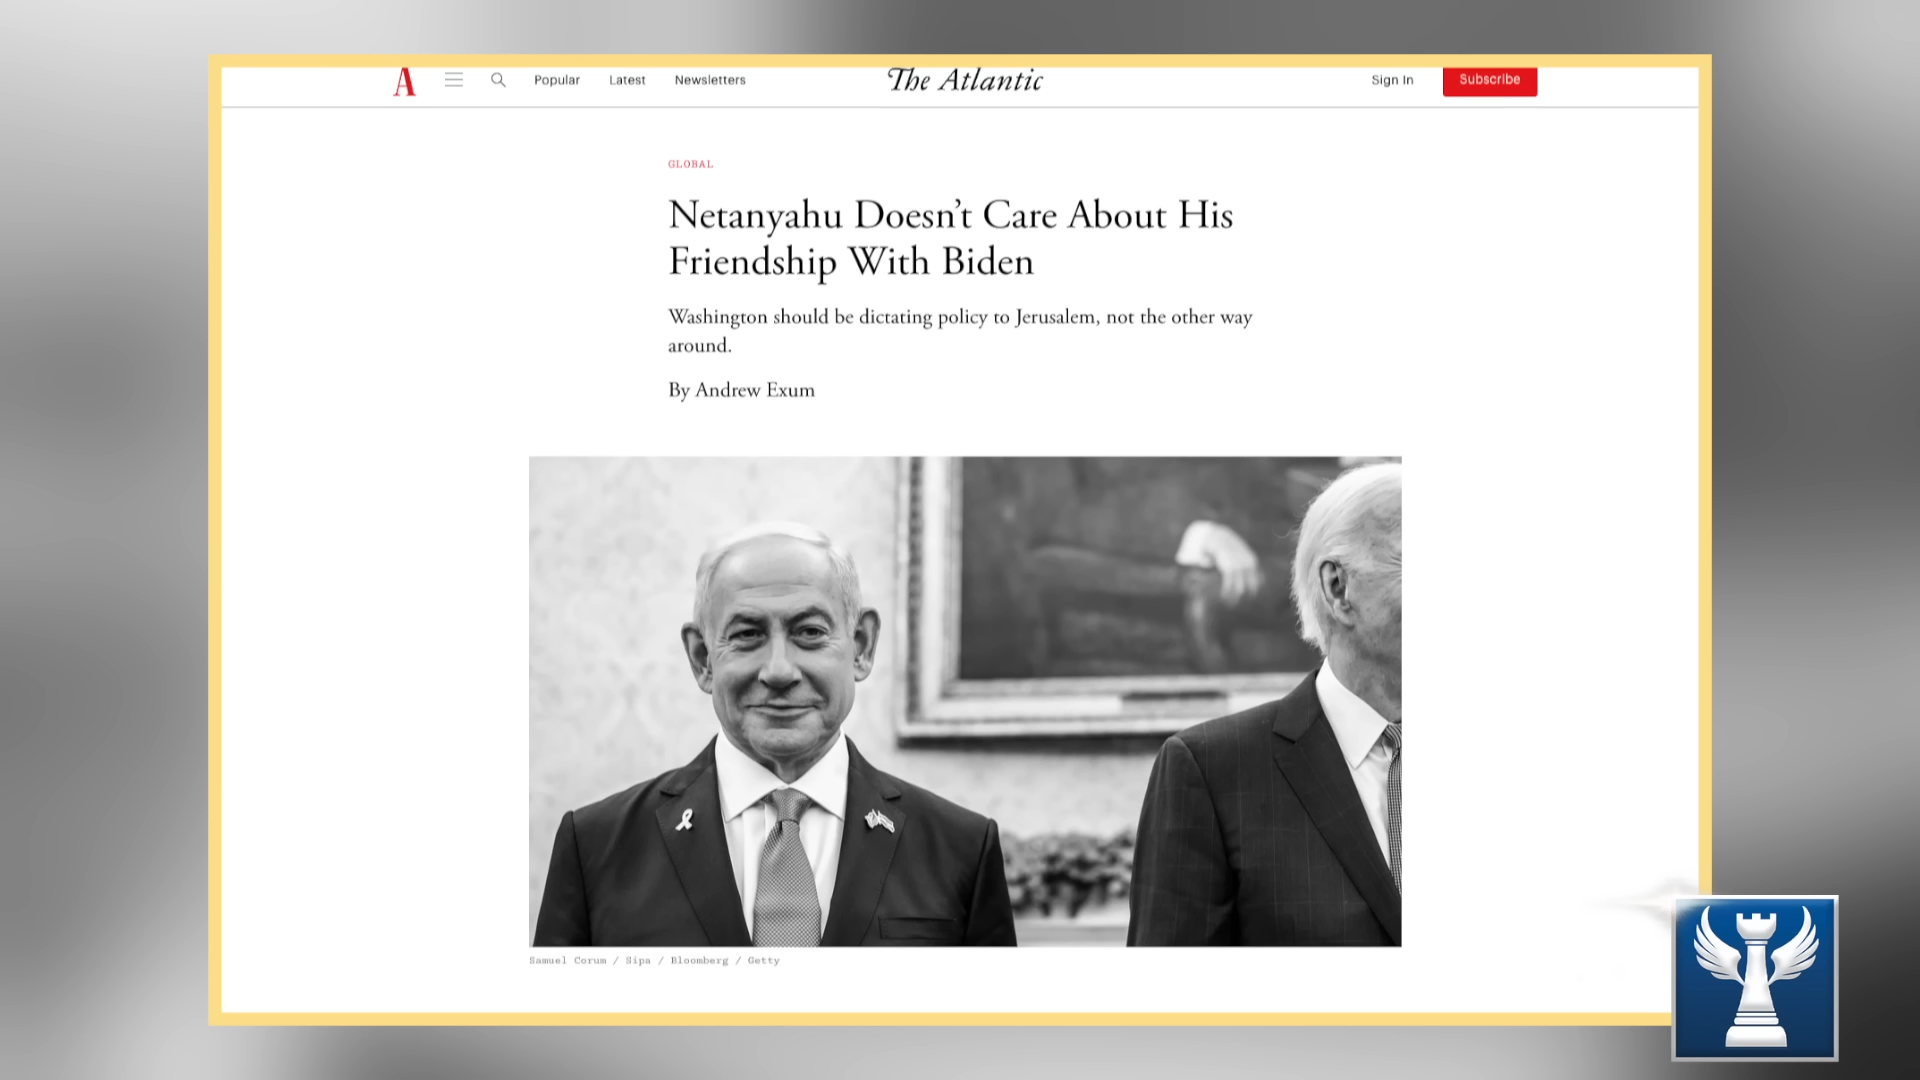 A
Popular
Latest
Newsletters
The Atlantic
Sign In
Subscribe
GLOBAL
Netanyahu Doesn’t Care About His
Friendship With Biden
Washington should be dictating policy to Jerusalem, not the other way
around.
By Andrew Exum
Samuel Corum / Sipa / Bloomberg / Getty